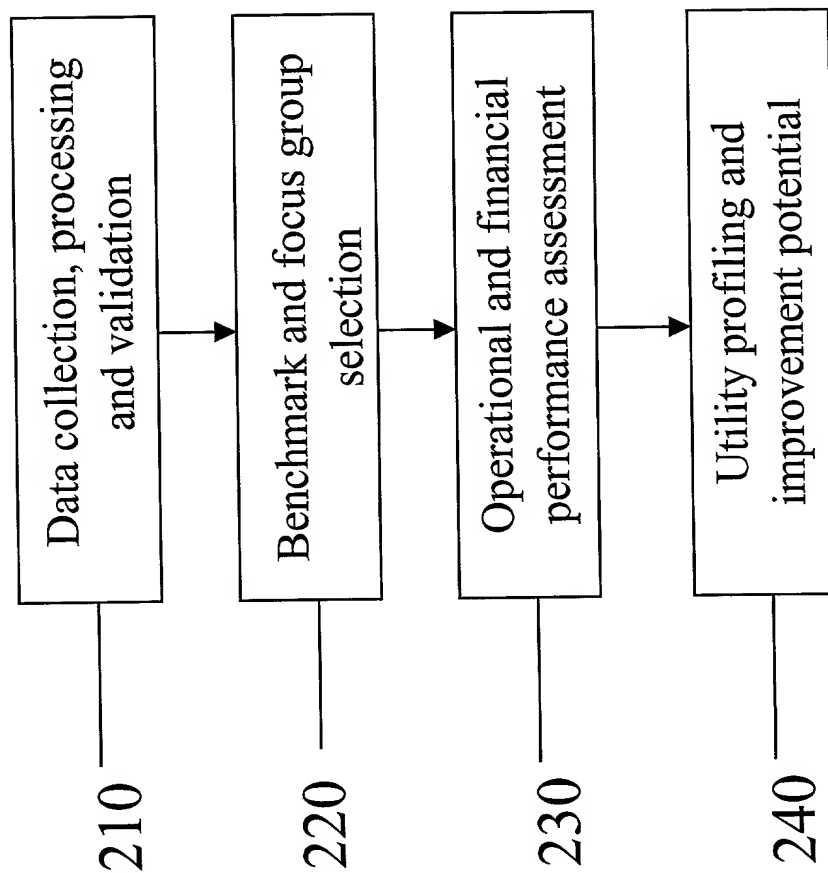 Data collection, processing
and validation
210
Benchmark and focus group
selection
220
Operational and financial
performance assessment
230
Utility profiling and
improvement potential
240